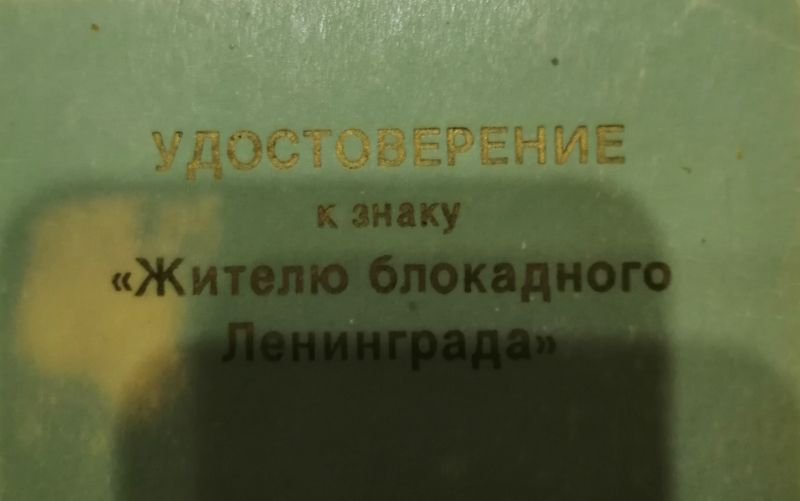 УДОСТОВЕРЕНИЕ
к знаку
«Жителю блокадного
Ленинграда»